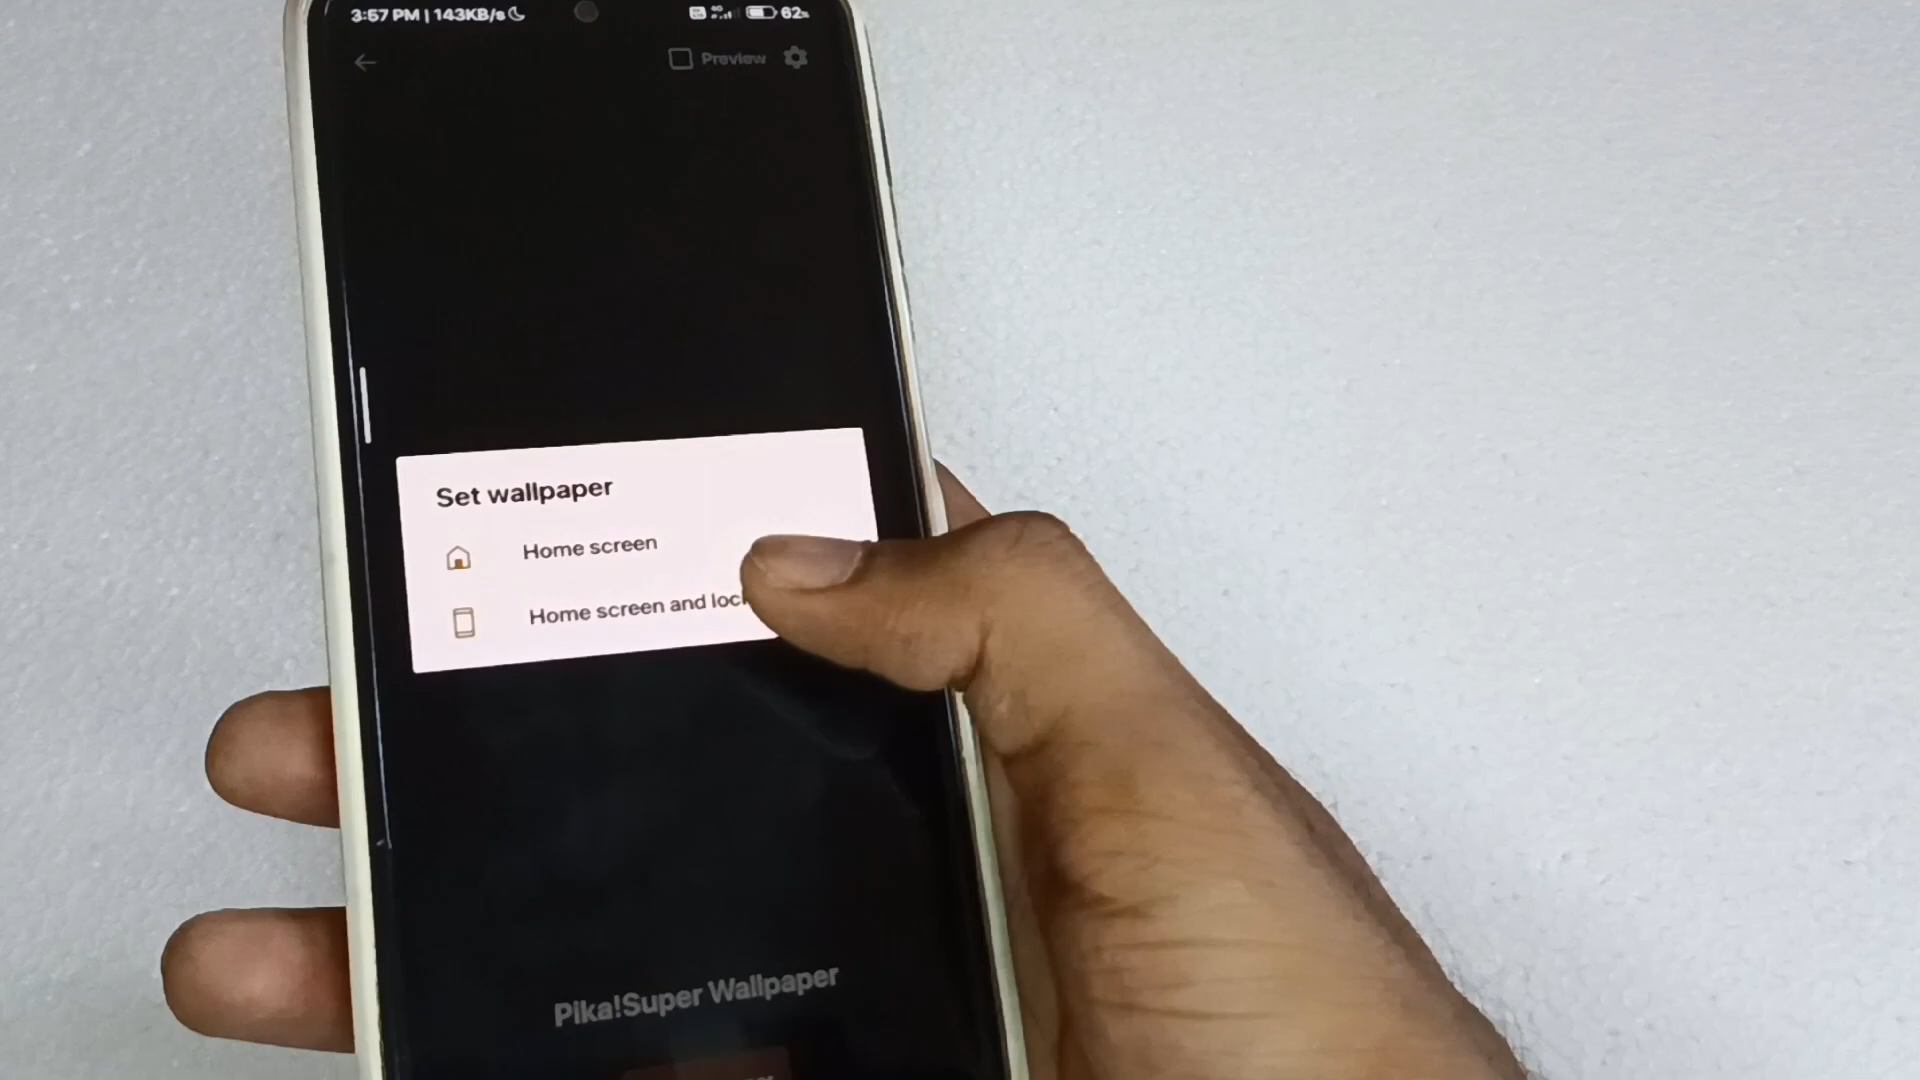 3:57 PM | 143KB/s
62%
Preview
Set wallpaper
Home screen
Home screen and loc
Pika!Super Wallpaper